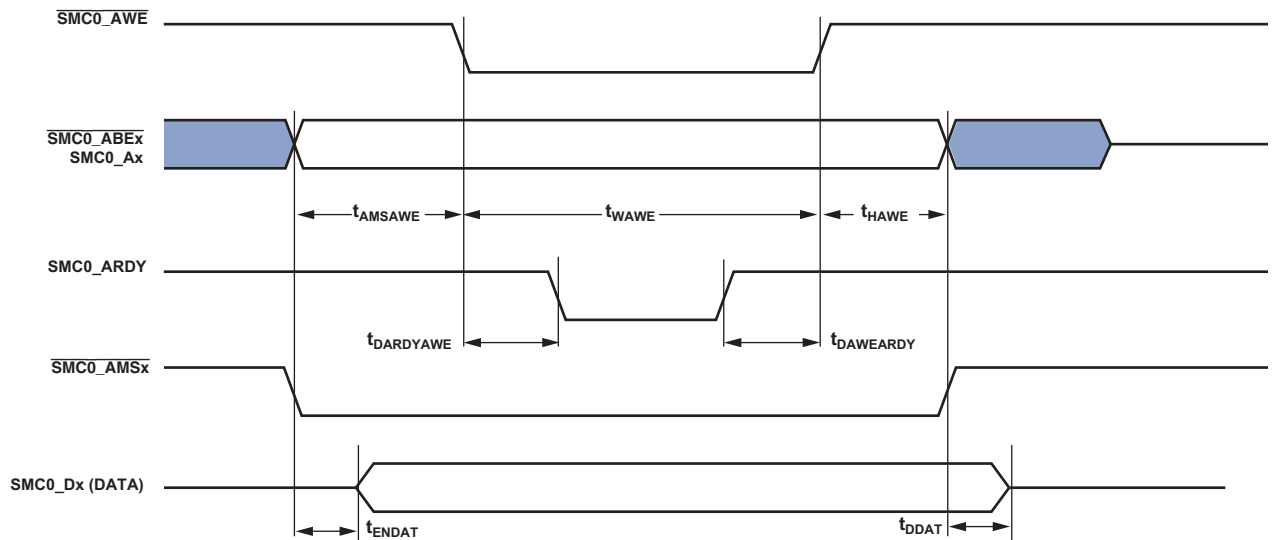 SMC0_AWE
SMC0_ABEx
SMC0_Ax
tAMSAWE
tWAWE
tHAWE
SMC0_ARDY
tDARDYAWE
tDAWEARDY
SMC0_AMSx
SMC0_Dx (DATA)
tENDAT
tDDAT